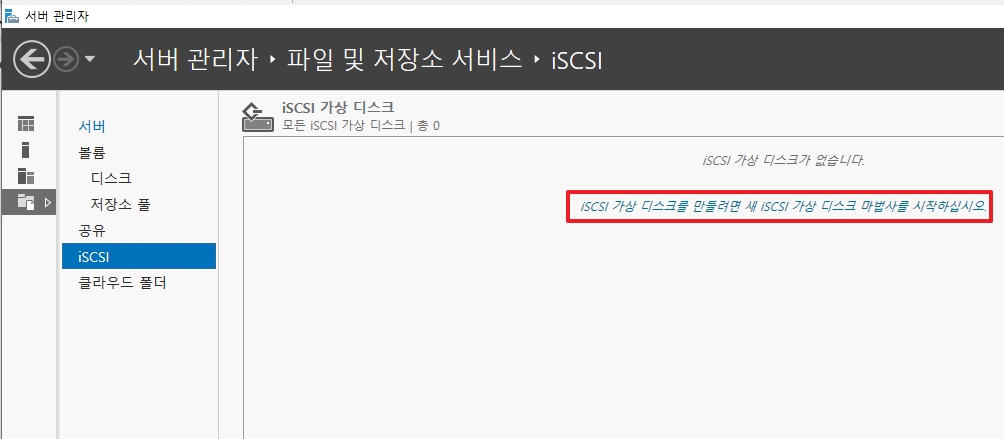 서버 관리자
서버 관리자 ‣ 파일 및 저장소 서비스 ‣ iSCSI
서버
볼륨
디스크
저장소 풀
공유
iSCSI
클라우드 폴더
iSCSI 가상 디스크
모든 iSCSI 가상 디스크 | 총 0
iSCSI 가상 디스크가 없습니다.
iSCSI 가상 디스크를 만들려면 새 iSCSI 가상 디스크 마법사를 시작하십시오.